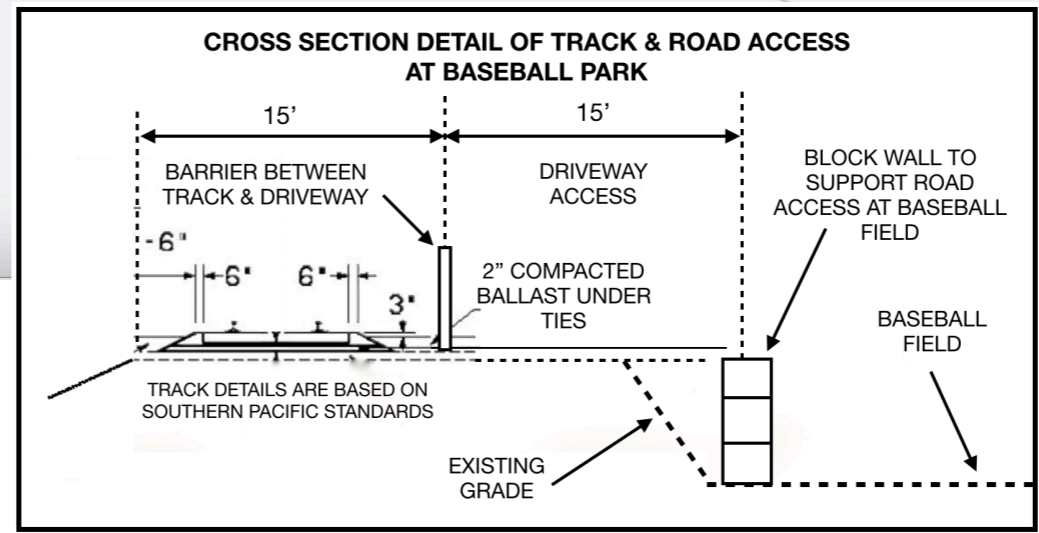 CROSS SECTION DETAIL OF TRACK & ROAD ACCESS
AT BASEBALL PARK
15’
15’
BARRIER BETWEEN
TRACK & DRIVEWAY
DRIVEWAY
ACCESS
BLOCK WALL TO
SUPPORT ROAD
ACCESS AT BASEBALL
FIELD
-6"
6"
6"
3"
2” COMPACTED
BALLAST UNDER
TIES
BASEBALL
FIELD
TRACK DETAILS ARE BASED ON
SOUTHERN PACIFIC STANDARDS
EXISTING
GRADE